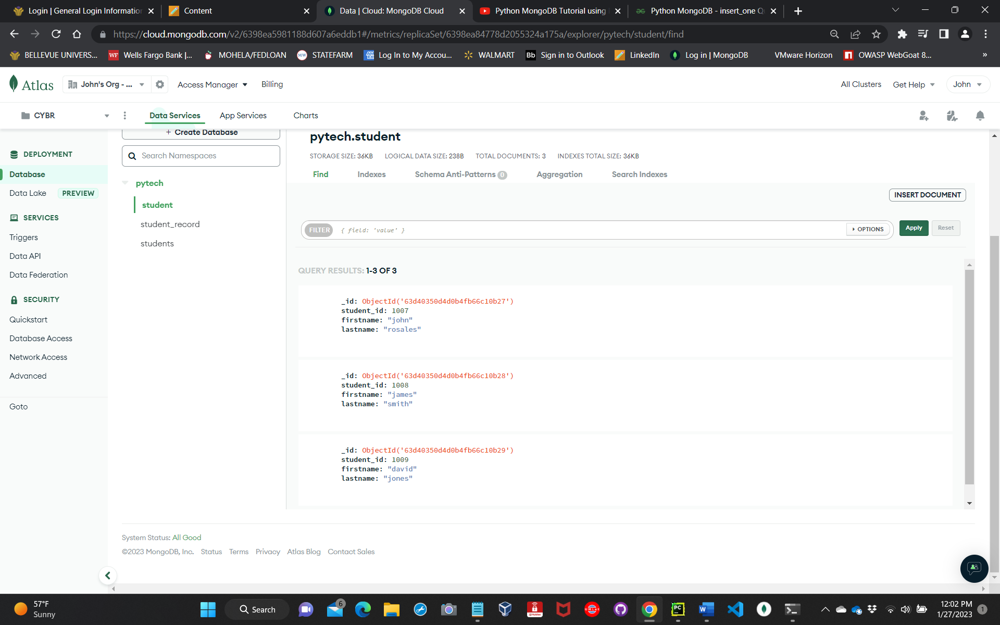 Login | General Login Information
Content
Data | Cloud: MongoDB Cloud
Python MongoDB Tutorial using
Python MongoDB - insert_one Q
https://cloud.mongodb.com/v2/6398ea5981188d607a6eddb1#/metrics/replicaSet/6398ea84778d2055324a175a/explorer/pytech/student/find
BELLEVUE UNIVERS...
WF Wells Fargo Bank |...
MOHELA/FEDLOAN
MW STATEFARM
Log In to My Accou...
WALMART
Bb Sign in to Outlook
LinkedIn
Log in | MongoDB
VMware Horizon
OWASP WebGoat 8...
»
Atlas
John's Org - ...
Access Manager
Billing
All Clusters
Get Help
John
CYBR
Data Services
App Services
Charts
DEPLOYMENT
Database
Data Lake PREVIEW
SERVICES
Triggers
Data API
Data Federation
SECURITY
Quickstart
Database Access
Network Access
Advanced
Goto
+ Create Database
Search Namespaces
pytech
student
student_record
students
pytech.student
STORAGE SIZE: 36KB LOGICAL DATA SIZE: 238B TOTAL DOCUMENTS: 3 INDEXES TOTAL SIZE: 36KB
Find Indexes Schema Anti-Patterns 0 Aggregation Search Indexes
INSERT DOCUMENT
FILTER { field: 'value' } OPTIONS Apply Reset
QUERY RESULTS: 1-3 OF 3
_id: ObjectId('63d40350d4d0b4fb66c10b27')
student_id: 1007
firstname: "john"
lastname: "rosales"
_id: ObjectId('63d40350d4d0b4fb66c10b28')
student_id: 1008
firstname: "james"
lastname: "smith"
_id: ObjectId('63d40350d4d0b4fb66c10b29')
student_id: 1009
firstname: "david"
lastname: "jones"
System Status: All Good
©2023 MongoDB, Inc. Status Terms Privacy Atlas Blog Contact Sales
57°F
Sunny
Search
6
PC
W
12:02 PM
1/27/2023
1